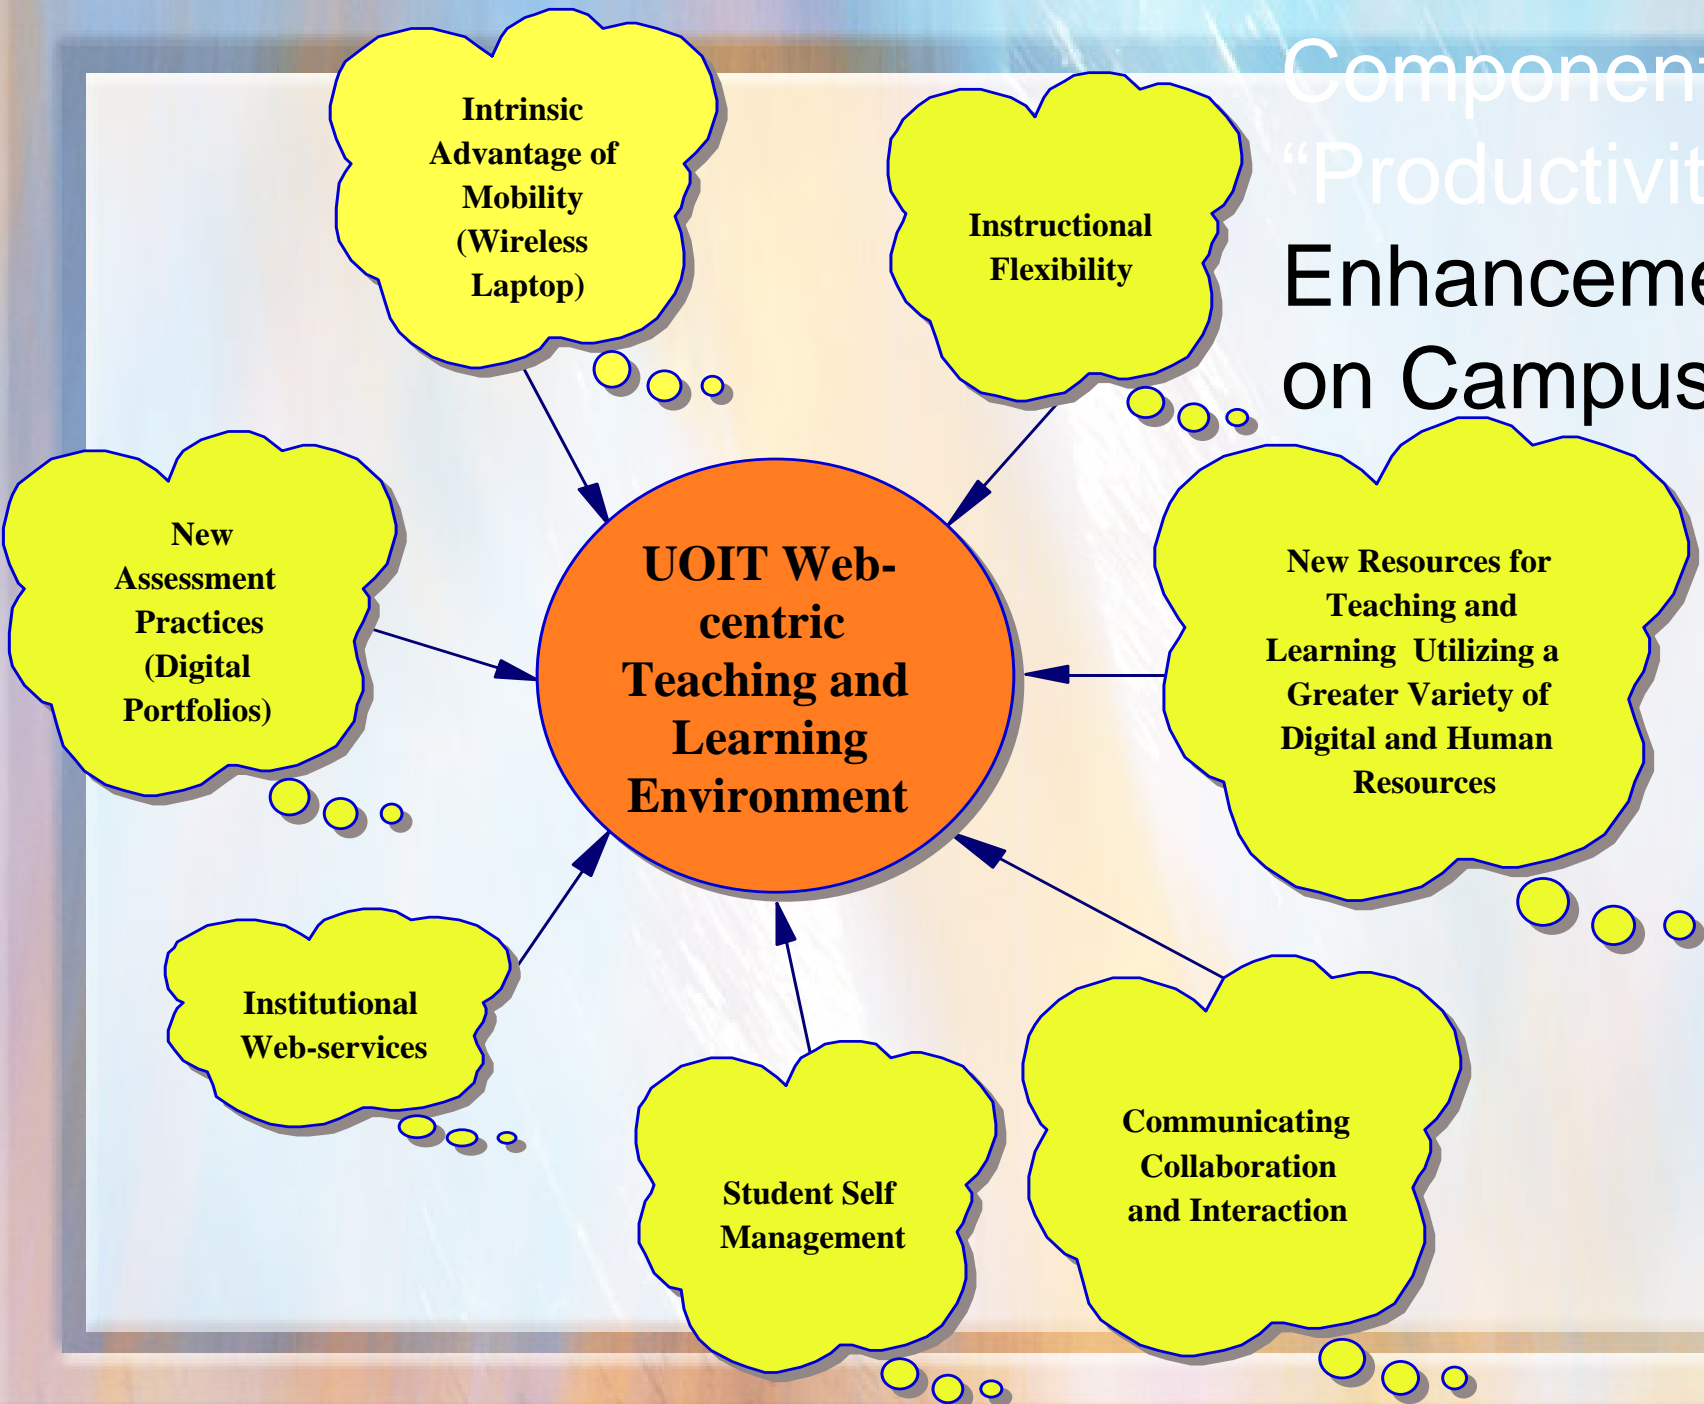 Intrinsic
Advantage of
Mobility
(Wireless
Laptop)
Instructional
Flexibility
Enhanceme
on Campus
New
Assessment
Practices
(Digital
Portfolios)
UOIT Web-
centric
Teaching and
Learning
Environment
New Resources for
Teaching and
Learning  Utilizing a
Greater Variety of
Digital and Human
Resources
Institutional
Web-services
Student Self
Management
Communicating
Collaboration
and Interaction
Component
“Productivit